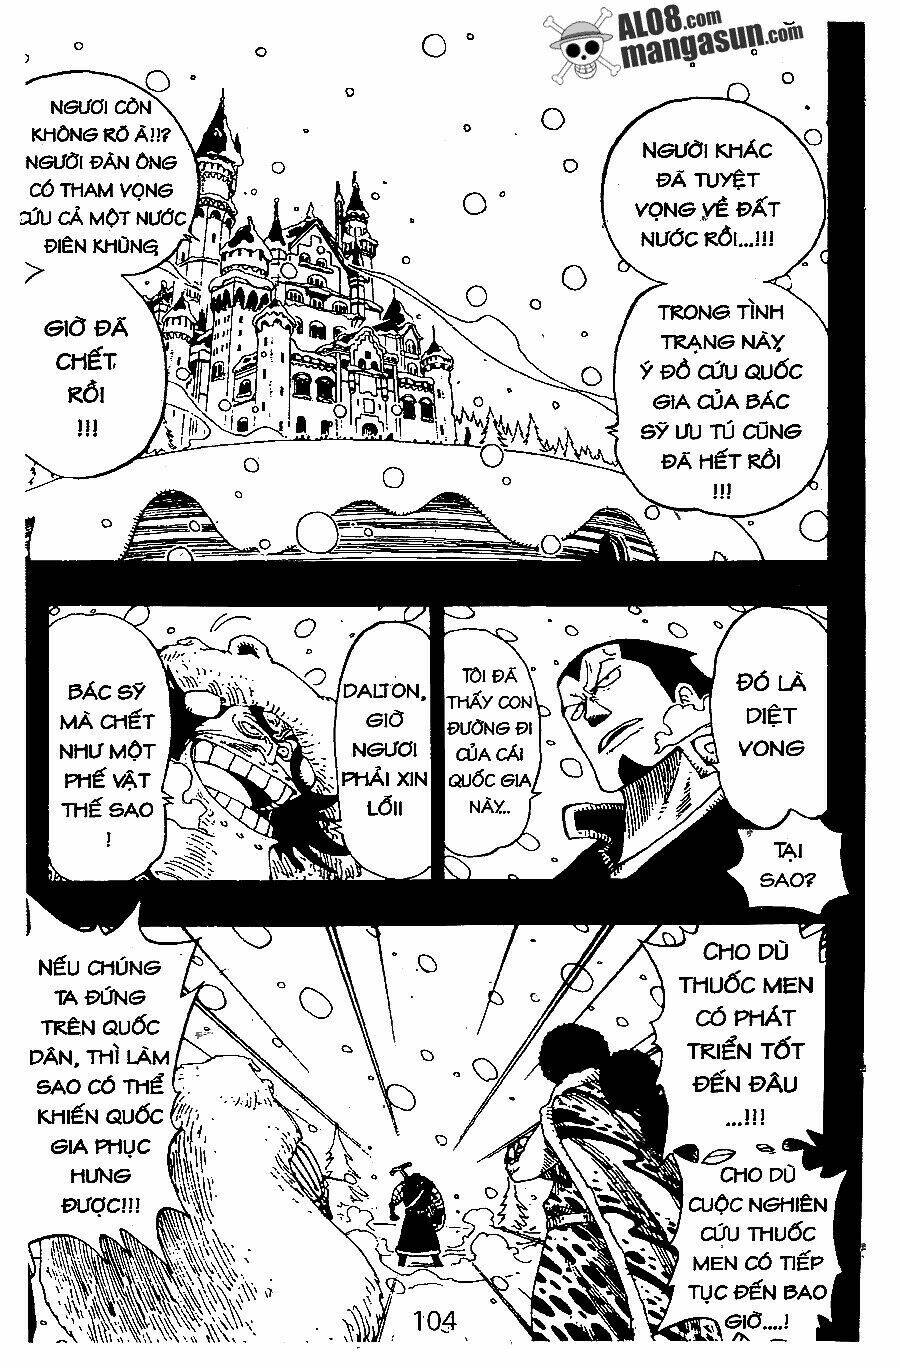 AL08.com
mangasun.com
NGƯỜI KHÁC
ĐÃ TUYỆT
VỌNG VỀ ĐẤT
NƯỚC RỒI...!!!
TRONG TÌNH
TRẠNG NÀY,
Ý ĐỒ CỨU QUỐC
GIA CỦA BÁC
SỸ ƯU TÚ CŨNG
ĐÃ HẾT RỒI
!!!
NGƯƠI CÒN
KHÔNG RÕ À!!?
NGƯỜI ĐÀN ÔNG
CÓ THAM VỌNG
CỨU CẢ MỘT NƯỚC
ĐIÊN KHÙNG,
GIỜ ĐÃ
CHẾT
RỒI
!!!
ĐÓ LÀ
DIỆT
VONG
TẠI
SAO?
TÔI ĐÃ
THẤY CON
ĐƯỜNG ĐI
CỦA CÁI
QUỐC GIA
NÀY...
DALTON,
GIỜ
NGƯƠI
PHẢI XIN
LỖI!
BÁC SỸ
MÀ CHẾT
NHƯ MỘT
PHẾ VẬT
THẾ SAO
!
CHO DÙ
THUỐC MEN
CÓ PHÁT
TRIỂN TỐT
ĐẾN ĐÂU
...!!!
CHO DÙ
CUỘC NGHIÊN
CỨU THUỐC
MEN CÓ TIẾP
TỤC ĐẾN BAO
GIỜ....!
NẾU CHÚNG
TA ĐỨNG
TRÊN QUỐC
DÂN, THÌ LÀM
SAO CÓ THỂ
KHIẾN QUỐC
GIA PHỤC
HƯNG
ĐƯỢC!!!
104